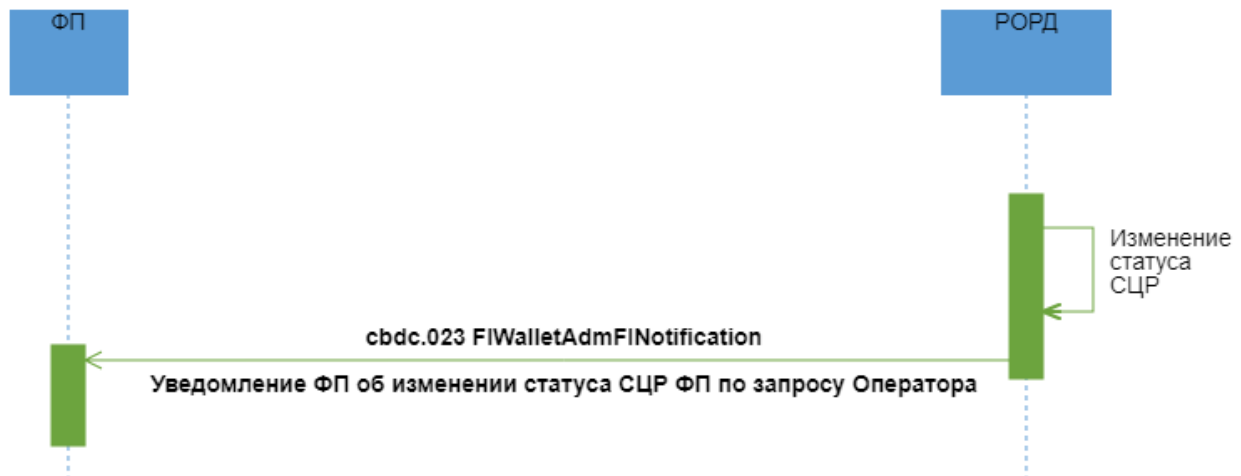 ФП
РОРД
Изменение
статуса
СЦР
cbdc.023 FIWalletAdmFINotification
Уведомление ФП об изменении статуса СЦР ФП по запросу Оператора